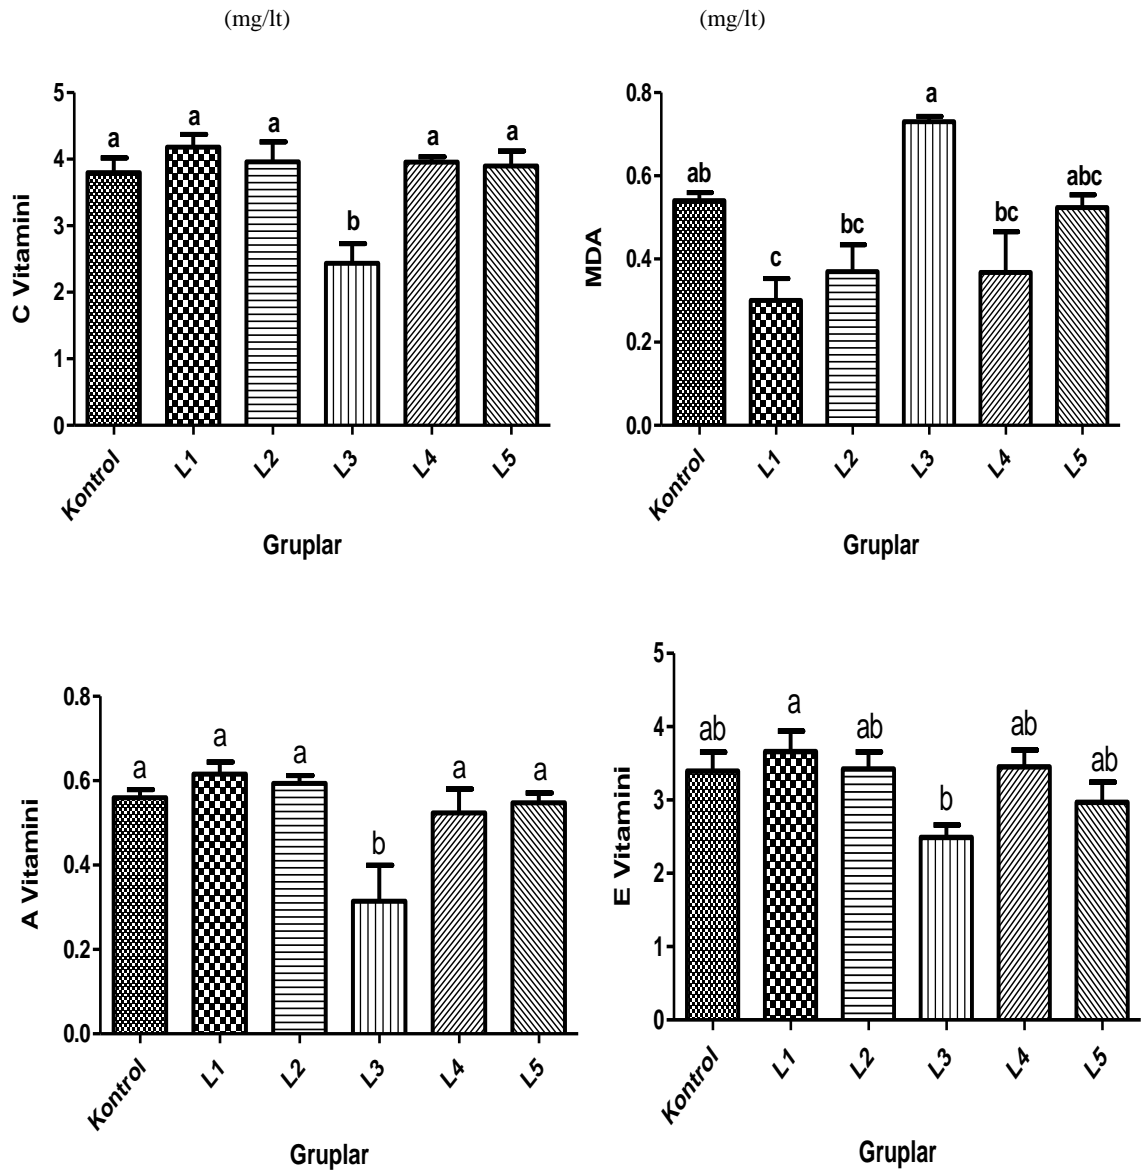 (mg/lt)
(mg/lt)
C Vitamini
5
4
3
2
1
0
a
a
a
b
a
a
Kontrol
L1
L2
L3
L4
L5
Gruplar
MDA
0.8
0.6
0.4
0.2
0.0
ab
c
bc
a
bc
abc
Kontrol
L1
L2
L3
L4
L5
Gruplar
A Vitamini
0.8
0.6
0.4
0.2
0.0
a
a
a
b
a
a
Kontrol
L1
L2
L3
L4
L5
Gruplar
E Vitamini
5
4
3
2
1
0
ab
a
ab
b
ab
ab
Kontrol
L1
L2
L3
L4
L5
Gruplar